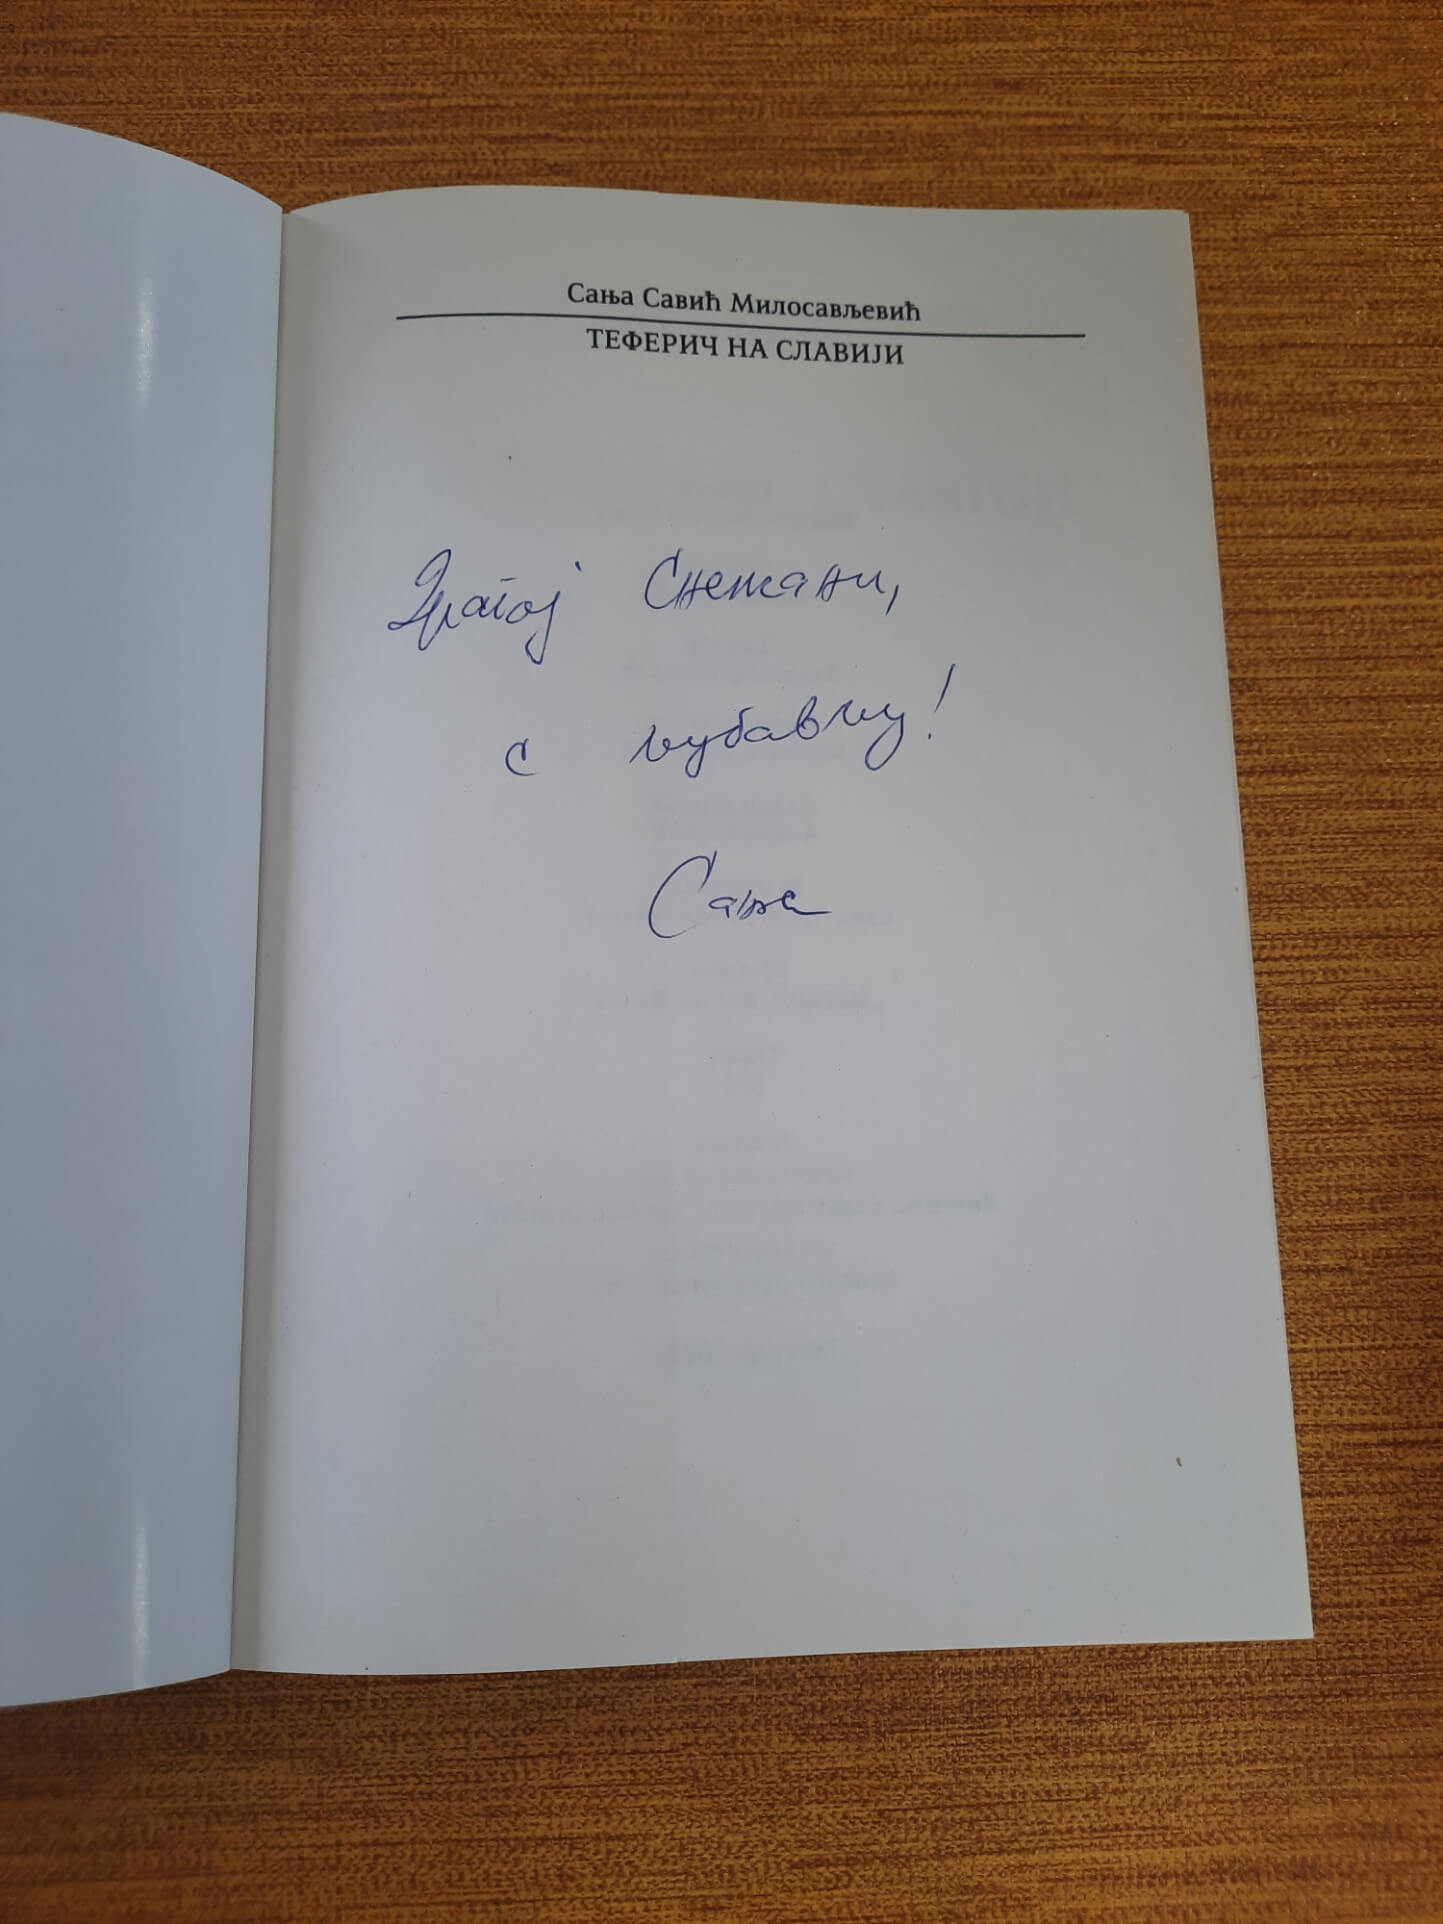 Сања Савић Милосављевић
ТЕФЕРИЧ НА СЛАВИЈИ
Драгој Снежани,
с љубављу!
Сања